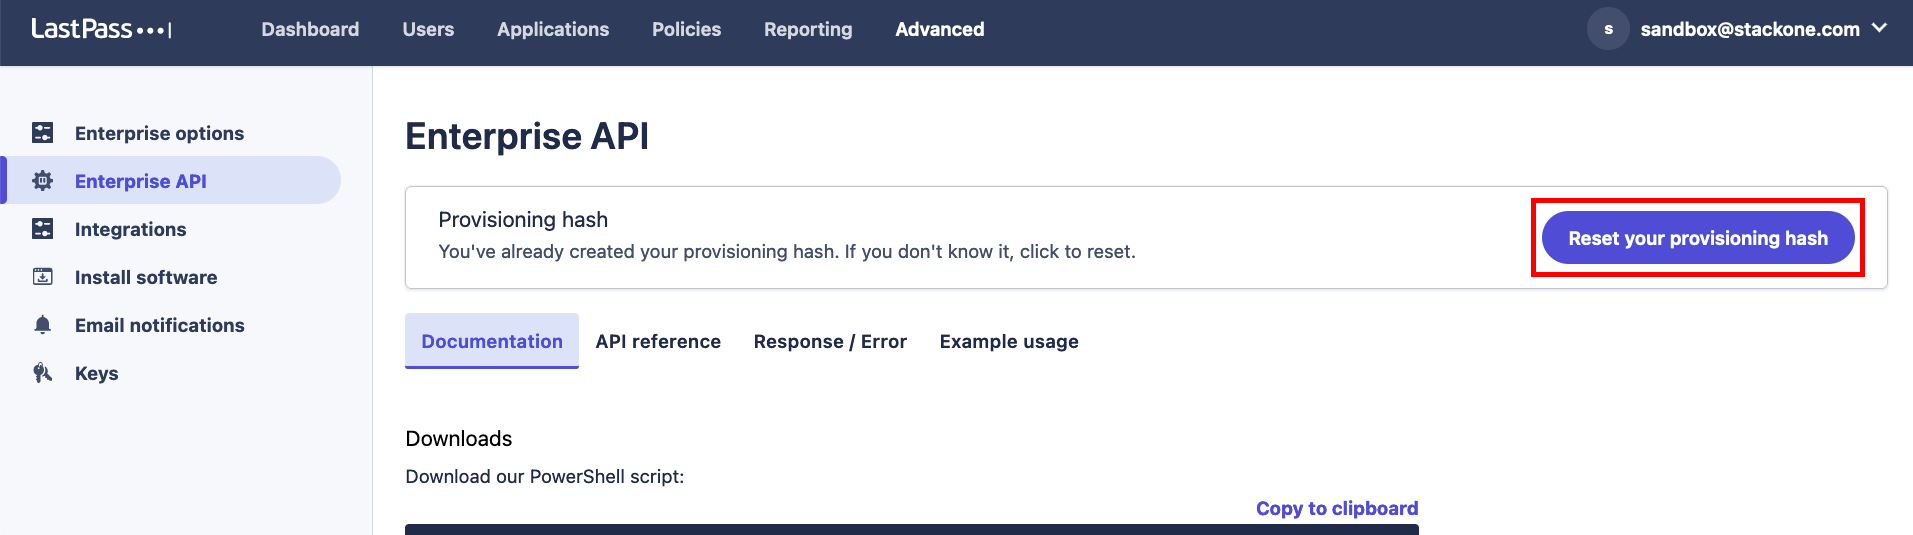 LastPass
Dashboard Users Applications Policies Reporting Advanced
s sandbox@stackone.com
Enterprise options
Enterprise API
Integrations
Install software
Email notifications
Keys
Enterprise API
Provisioning hash
You've already created your provisioning hash. If you don't know it, click to reset.
Reset your provisioning hash
Documentation API reference Response / Error Example usage
Downloads
Download our PowerShell script:
Copy to clipboard